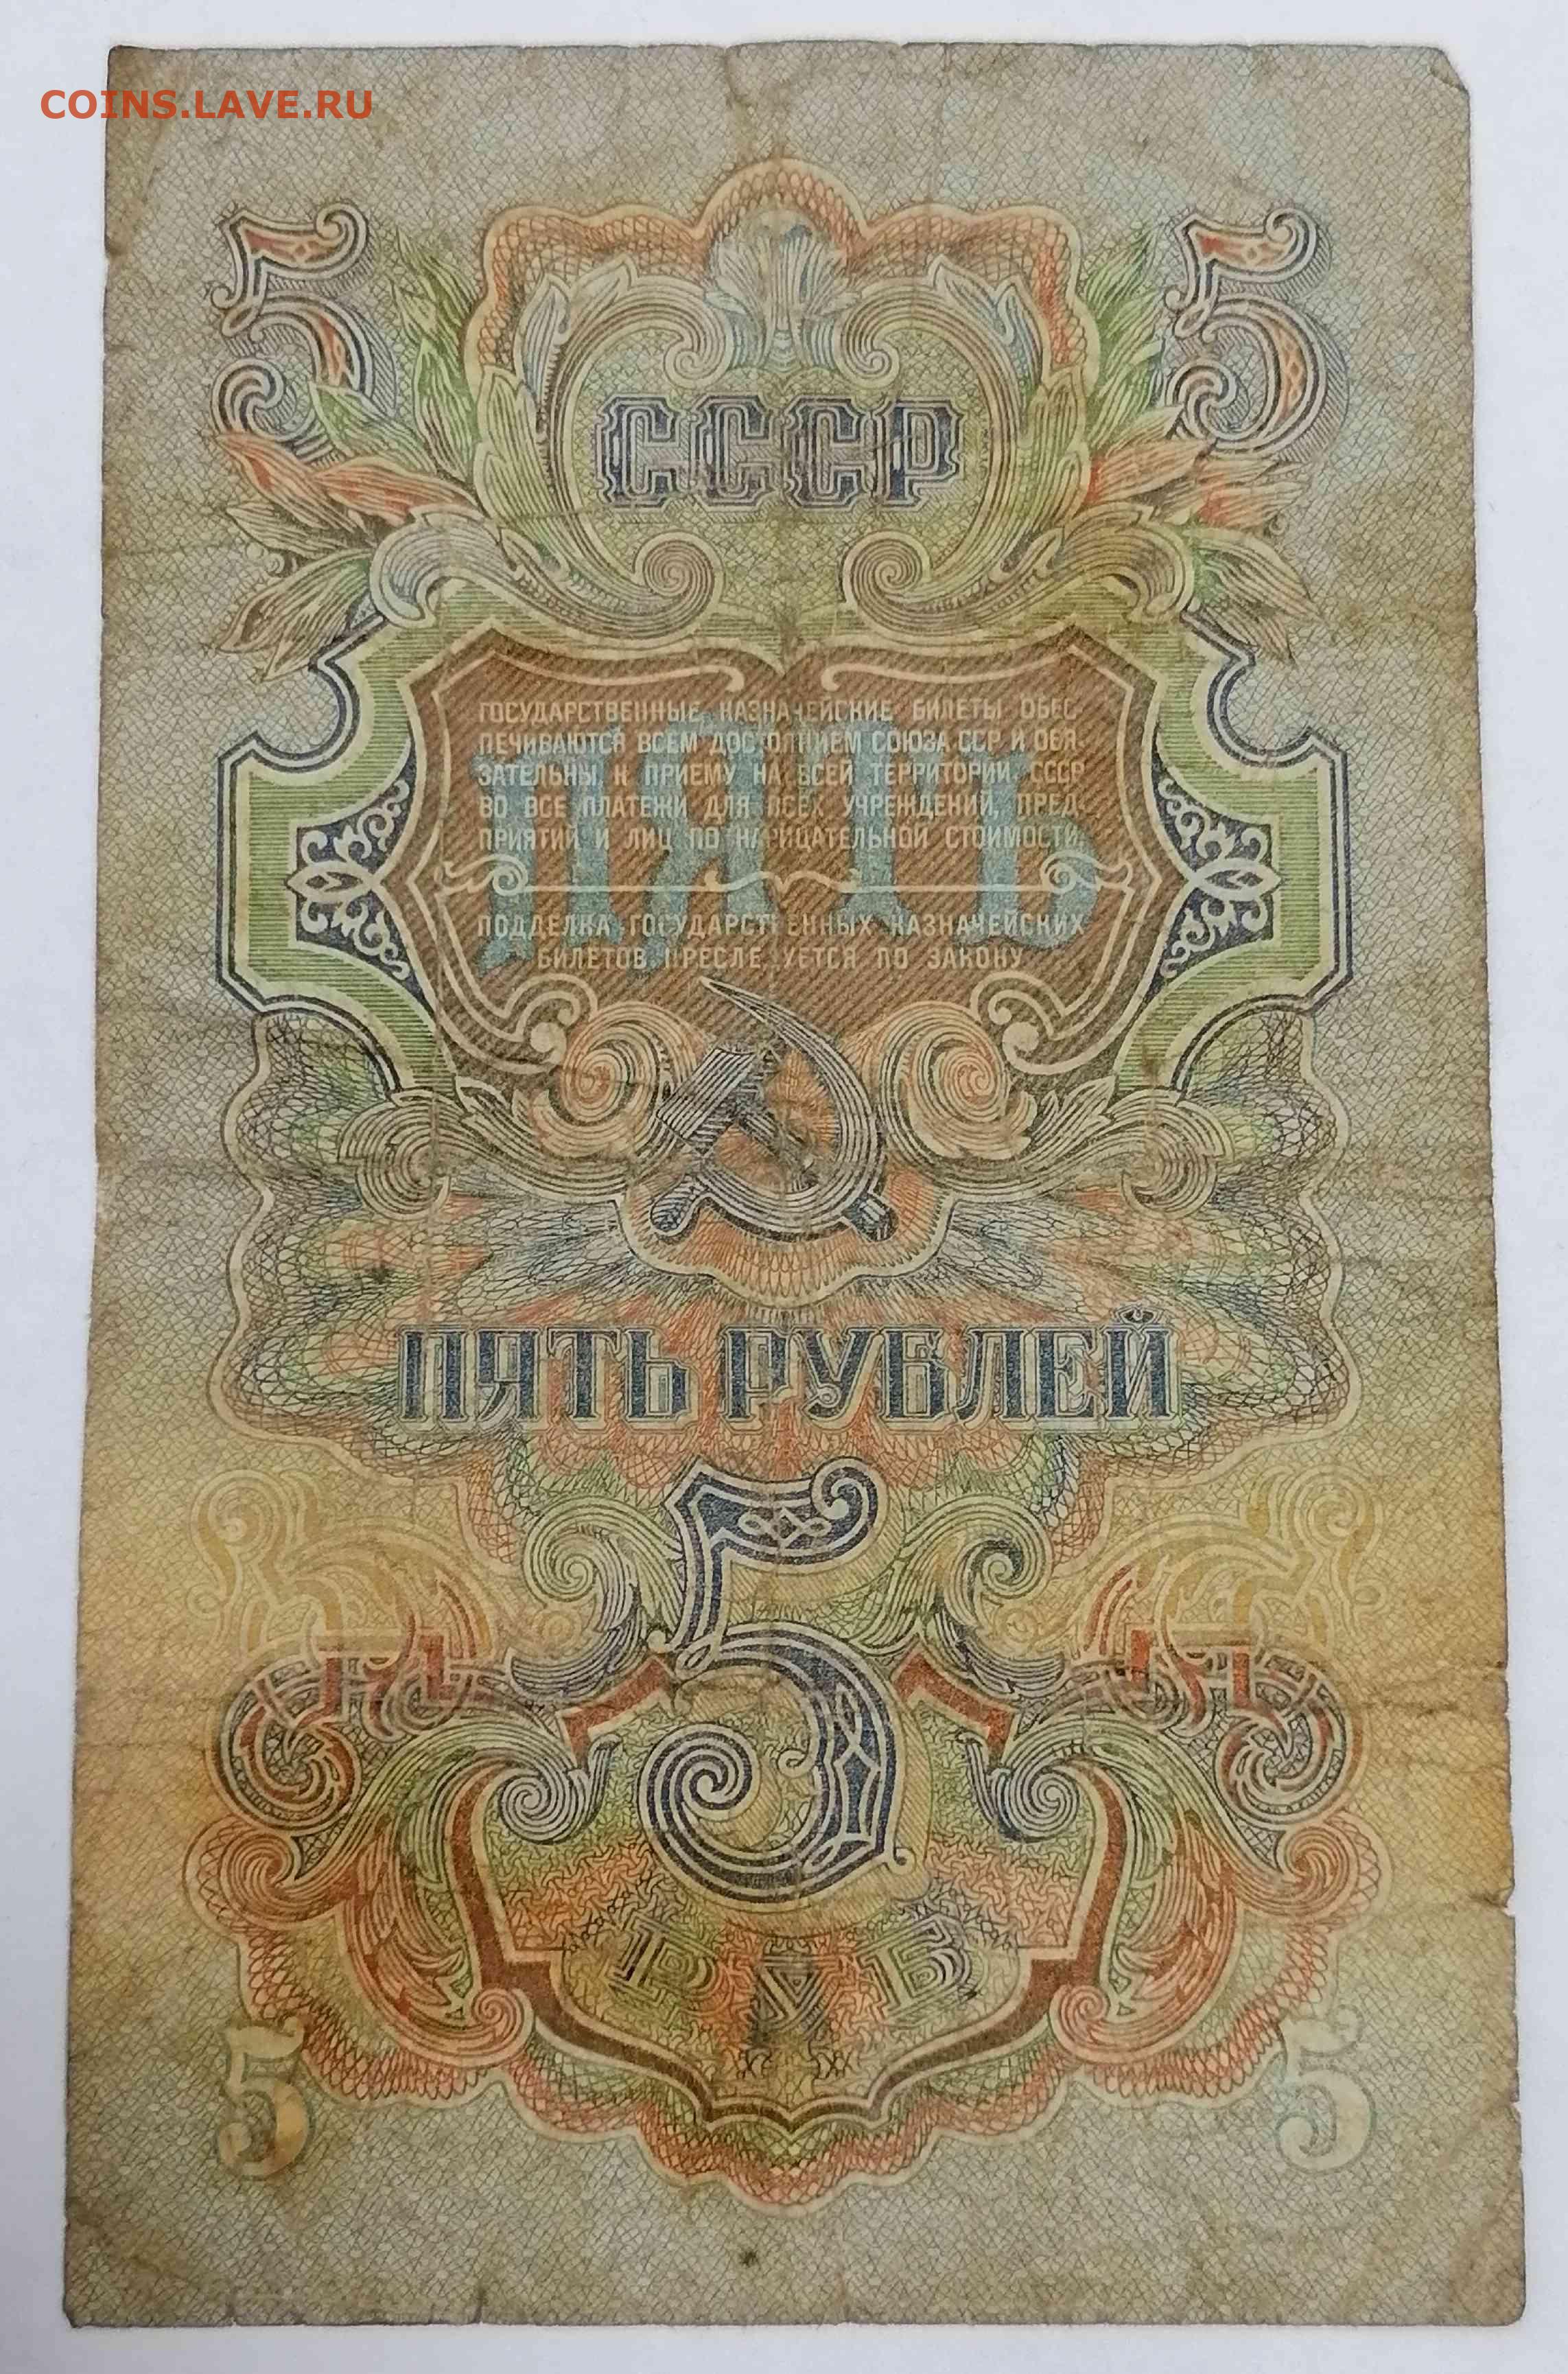 COINS.LAVE.RU
5 5
СССР
ПЯТЬ
ГОСУДАРСТВЕННЫЕ КАЗНАЧЕЙСКИЕ БИЛЕТЫ ОБЕС-
ПЕЧИВАЮТСЯ ВСЕМ ДОСТОЯНИЕМ СОЮЗА ССР И ОБЯ-
ЗАТЕЛЬНЫ К ПРИЕМУ НА ВСЕЙ ТЕРРИТОРИИ СССР
ВО ВСЕ ПЛАТЕЖИ ДЛЯ ВСЕХ УЧРЕЖДЕНИЙ, ПРЕД-
ПРИЯТИЙ И ЛИЦ ПО НАРИЦАТЕЛЬНОЙ СТОИМОСТИ.
ПОДДЕЛКА ГОСУДАРСТВЕННЫХ КАЗНАЧЕЙСКИХ
БИЛЕТОВ ПРЕСЛЕДУЕТСЯ ПО ЗАКОНУ
ПЯТЬ РУБЛЕЙ
5
РУБ
5 5